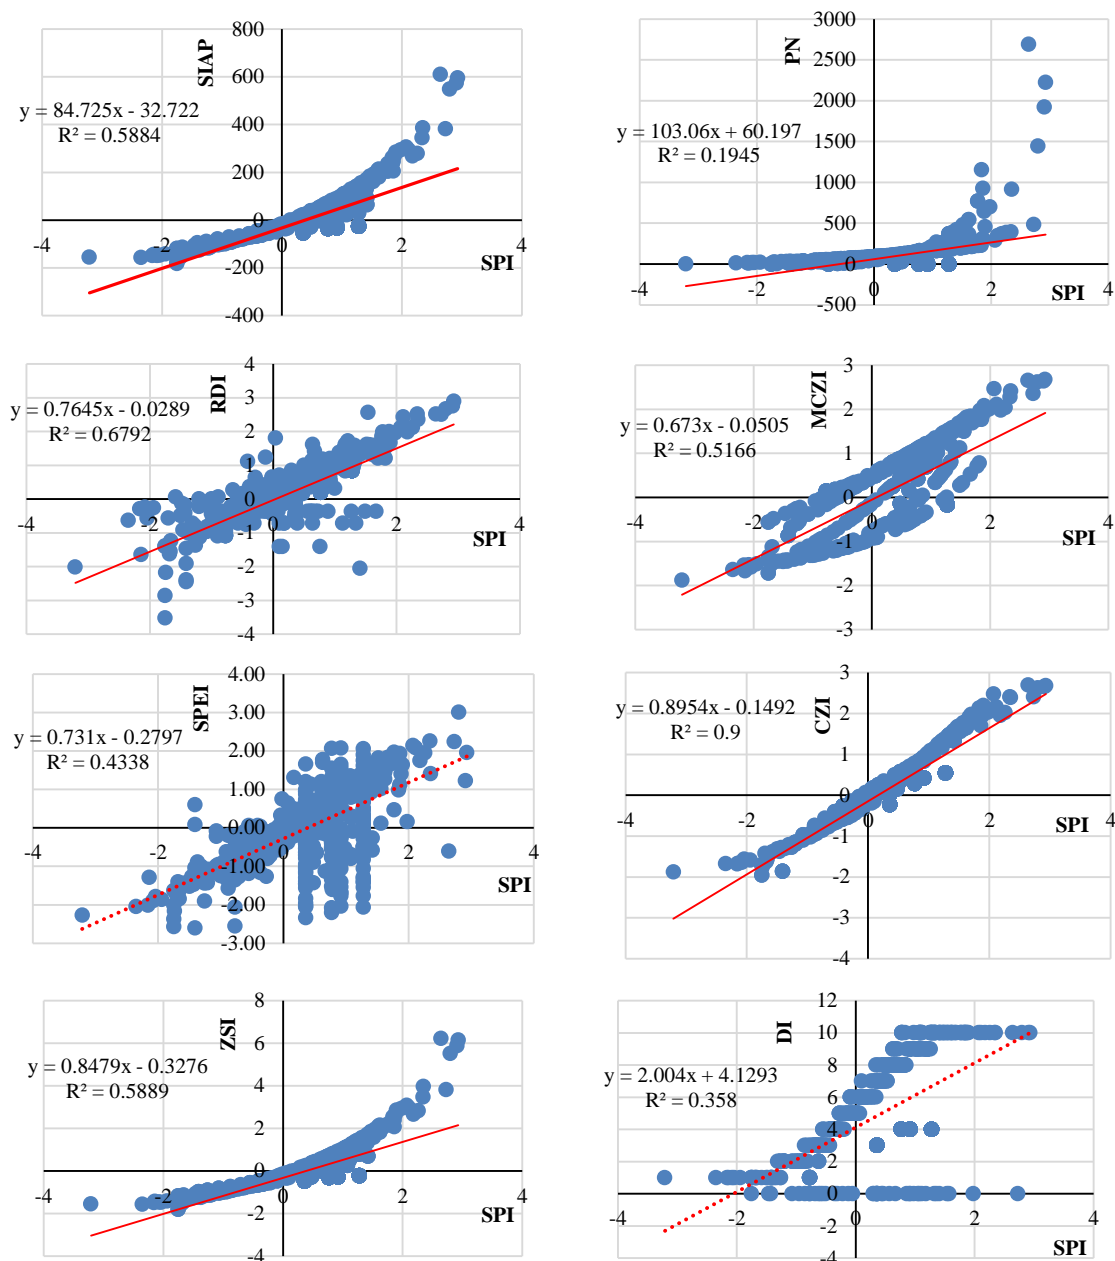 800
SIAP
600
y = 84.725x - 32.722
R² = 0.5884
400
200
0
-4 -2 0 2 4
SPI
-200
-400
3000
PN
2500
2000
y = 103.06x + 60.197
R² = 0.1945
1500
1000
500
0
-4 -2 0 2 4
SPI
-500
4
RDI
3
y = 0.7645x - 0.0289
R² = 0.6792
2
1
0
-4 -2 0 2 4
SPI
-1
-2
-3
-4
3
MCZI
2
y = 0.673x - 0.0505
R² = 0.5166
1
0
-4 -2 0 2 4
SPI
-1
-2
-3
4.00
SPEI
3.00
y = 0.731x - 0.2797
R² = 0.4338
2.00
1.00
0.00
-4 -2 0 2 4
-1.00
SPI
-2.00
-3.00
3
CZI
2
y = 0.8954x - 0.1492
R² = 0.9
1
0
-4 -2 0 2 4
SPI
-1
-2
-3
-4
8
ZSI
6
y = 0.8479x - 0.3276
R² = 0.5889
4
2
0
-4 -2 0 2 4
SPI
-2
-4
12
DI
10
8
y = 2.004x + 4.1293
R² = 0.358
6
4
2
0
-4 -2 0 2 4
-2
-4
SPI